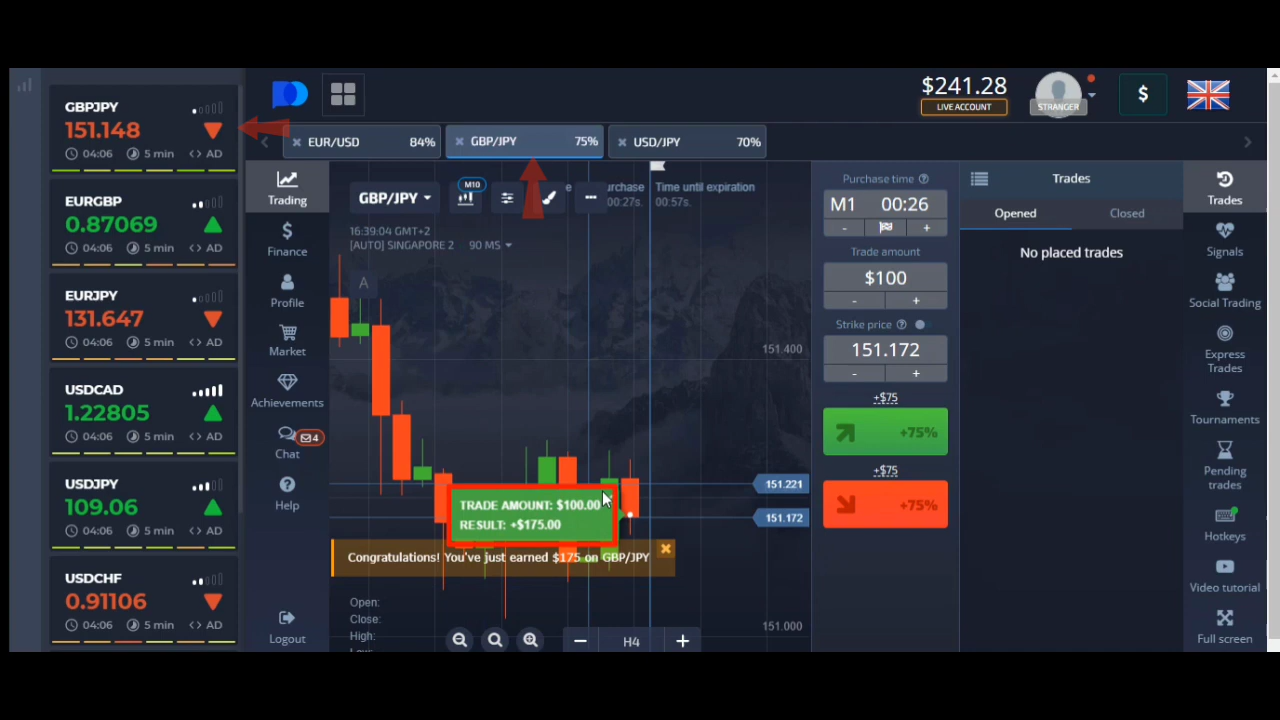 GBPJPY
151.148
04:06 5 min AD
EURGBP
0.87069
04:06 5 min AD
EURJPY
131.647
04:06 5 min AD
USDCAD
1.22805
04:06 5 min AD
USDJPY
109.06
04:06 5 min AD
USDCHF
0.91106
04:06 5 min AD
$241.28
LIVE ACCOUNT
STRANGER
$
EUR/USD 84%
GBP/JPY 75%
USD/JPY 70%
Trading
Finance
Profile
Market
Achievements
4
Chat
Help
Logout
GBP/JPY
M10
16:39:04 GMT+2
[AUTO] SINGAPORE 2 90 MS
A
Time until expiration
00:27s. 00:57s.
151.400
151.221
151.172
151.000
TRADE AMOUNT: $100.00
RESULT: +$175.00
Congratulations! You've just earned $175 on GBP/JPY
Open:
Close:
High:
H4
Purchase time
M1 00:26
- +
Trade amount
$100
- +
Strike price
151.172
- +
+$75
+75%
+$75
+75%
Trades
Opened Closed
No placed trades
Trades
Signals
Social Trading
Express
Trades
Tournaments
Pending
trades
Hotkeys
Video tutorial
Full screen